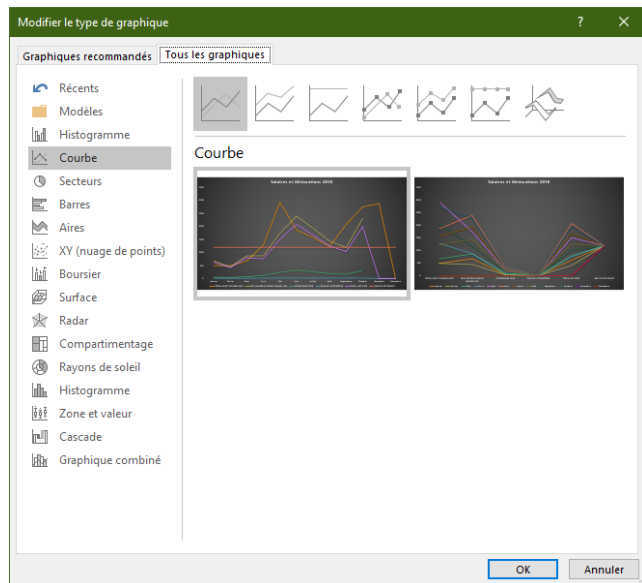 Modifier le type de graphique
?
Graphiques recommandés
Tous les graphiques
Récents
Modèles
Histogramme
Courbe
Secteurs
Barres
Aires
XY (nuage de points)
Boursier
Surface
Radar
Compartimentage
Rayons de soleil
Histogramme
Zone et valeur
Cascade
Graphique combiné
Courbe
OK
Annuler